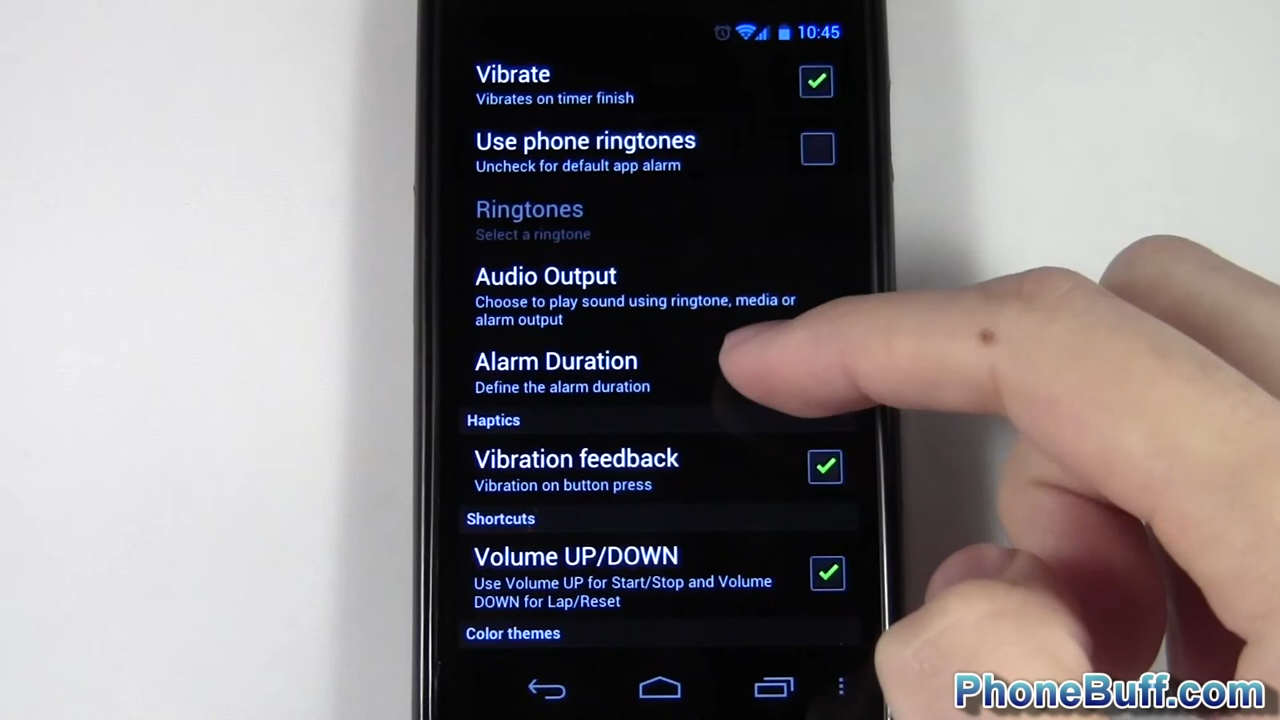 10:45
Vibrate
Vibrates on timer finish
Use phone ringtones
Uncheck for default app alarm
Ringtones
Select a ringtone
Audio Output
Choose to play sound using ringtone, media or
alarm output
Alarm Duration
Define the alarm duration
Haptics
Vibration feedback
Vibration on button press
Shortcuts
Volume UP/DOWN
Use Volume UP for Start/Stop and Volume
DOWN for Lap/Reset
Color themes
PhoneBuff.com